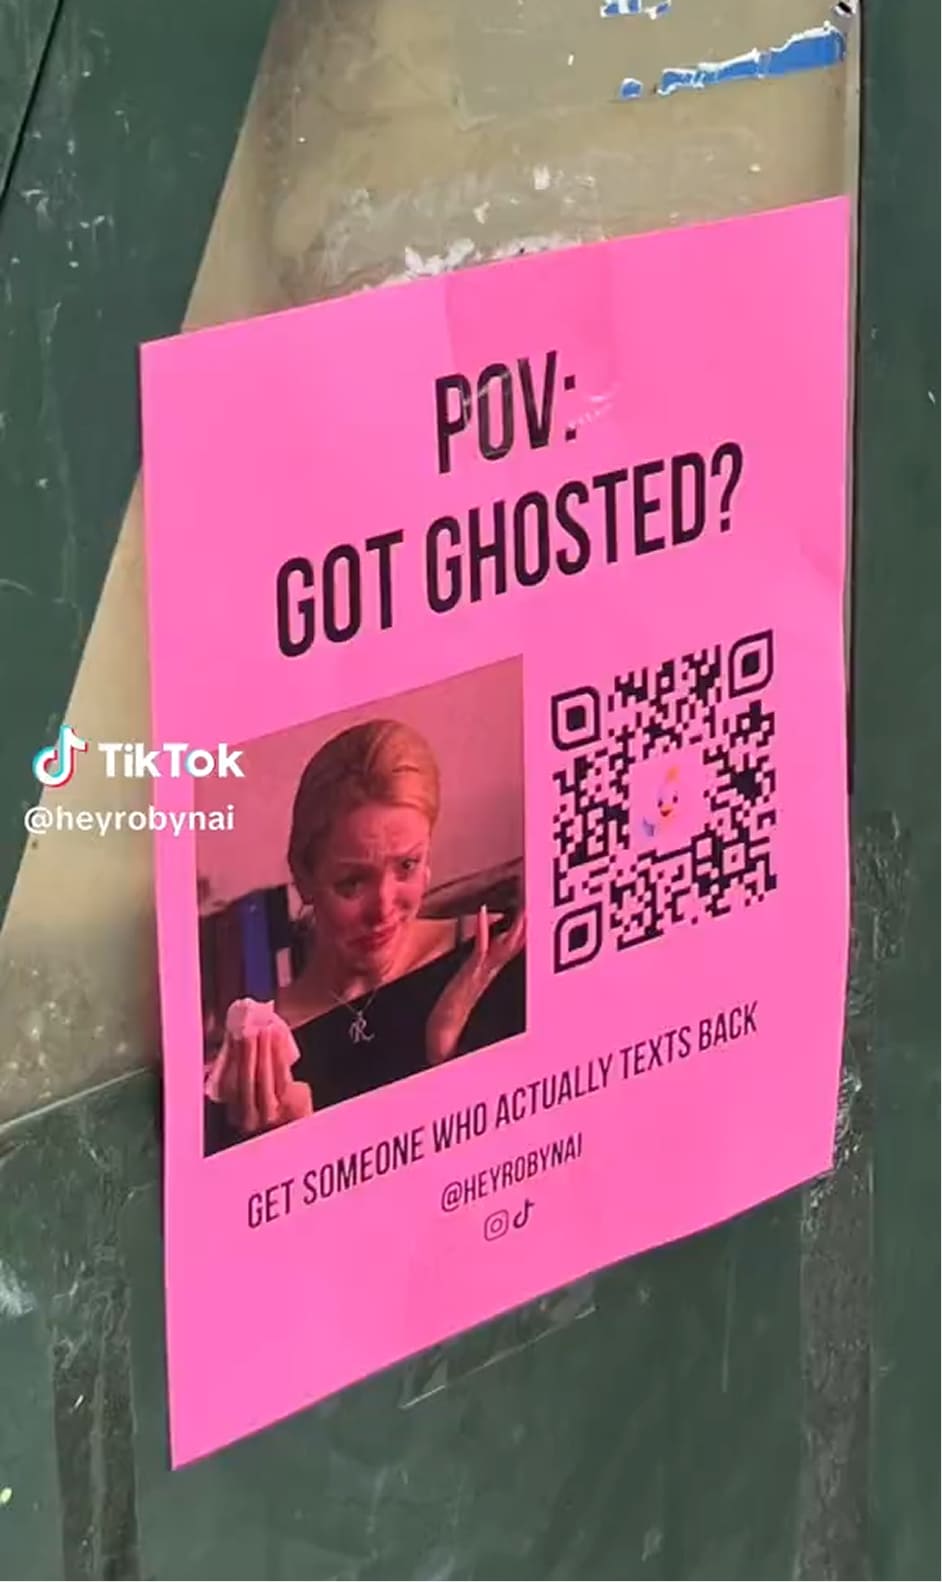 POV:
GOT GHOSTED?
TikTok
@heyrobynai
R
GET SOMEONE WHO ACTUALLY TEXTS BACK
@HEYROBYNAI